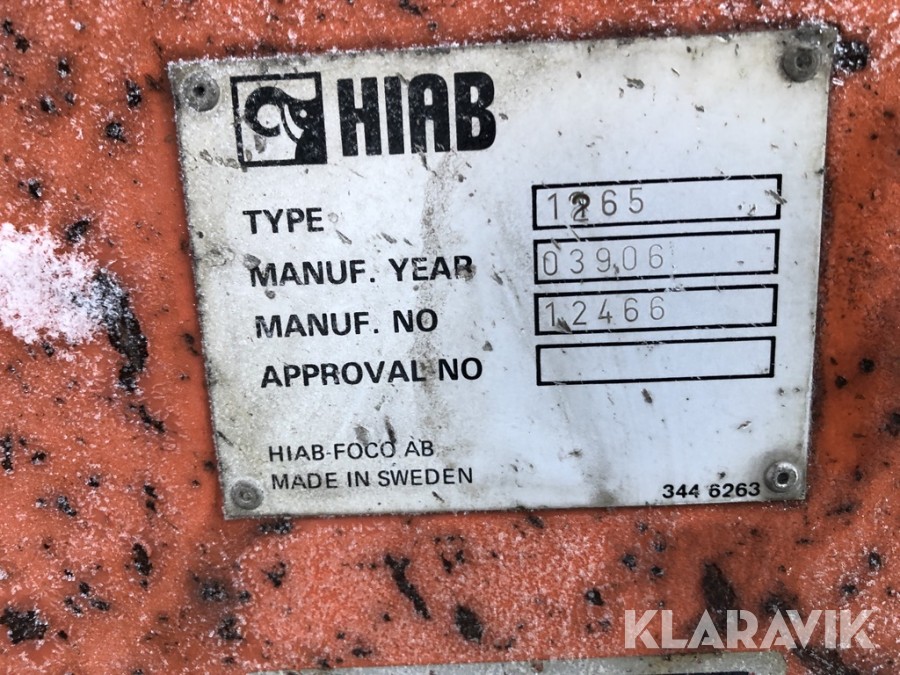 HIAB
TYPE 1265
MANUF. YEAR 03906
MANUF. NO 12466
APPROVAL NO
HIAB-FOCO AB
MADE IN SWEDEN
344 6263
KLARAVIK